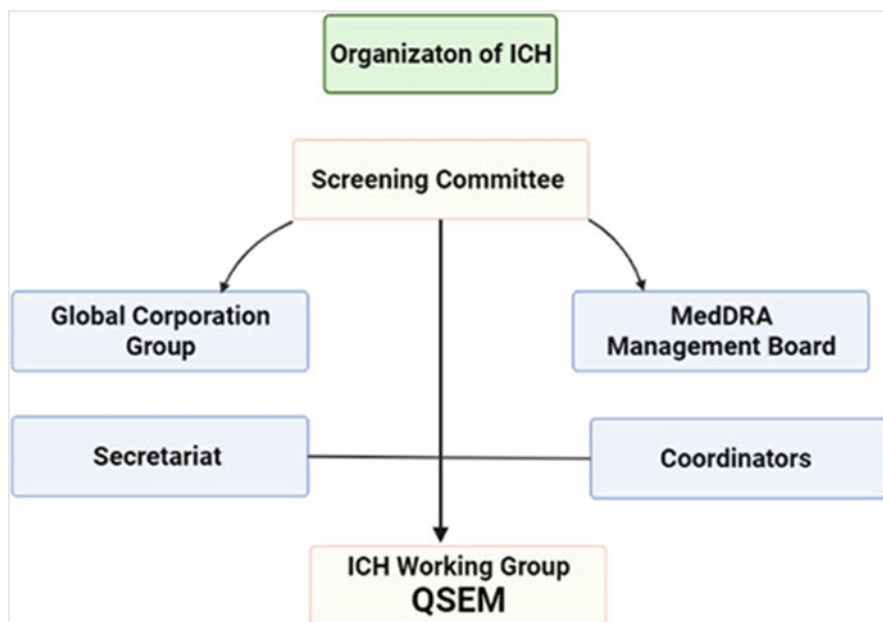 Organizaton of ICH
Screening Committee
Global Corporation
Group
MedDRA
Management Board
Secretariat
Coordinators
ICH Working Group
QSEM